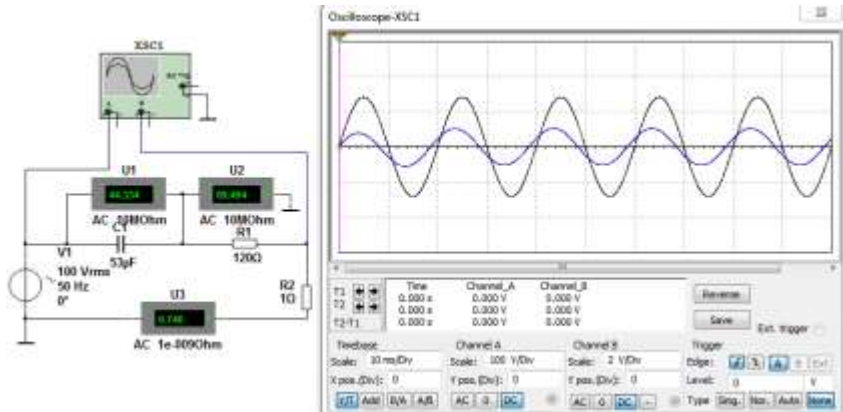 Oscilloscope-XSC1
XSC1
U1
U2
AC 10MOhm
AC 10MOhm
C1
53µF
R1
120Ω
V1
100 Vrms
50 Hz
0°
R2
1Ω
U3
AC 1e-009Ohm
T1
T2
T2-T1
Time Channel_A Channel_B
0.000 s 0.000 V 0.000 V
0.000 s 0.000 V 0.000 V
0.000 s 0.000 V 0.000 V
Reverse
Save
Ext. trigger
Timebase
Scale: 10 ms/Div
X pos.(Div): 0
Y/T Add B/A A/B
Channel A
Scale: 100 V/Div
Y pos.(Div): 0
AC 0 DC
Channel B
Scale: 2 V/Div
Y pos.(Div): 0
AC 0 DC -
Trigger
Edge: A B Ext
Level: 0 V
Type Sing. Nor. Auto None